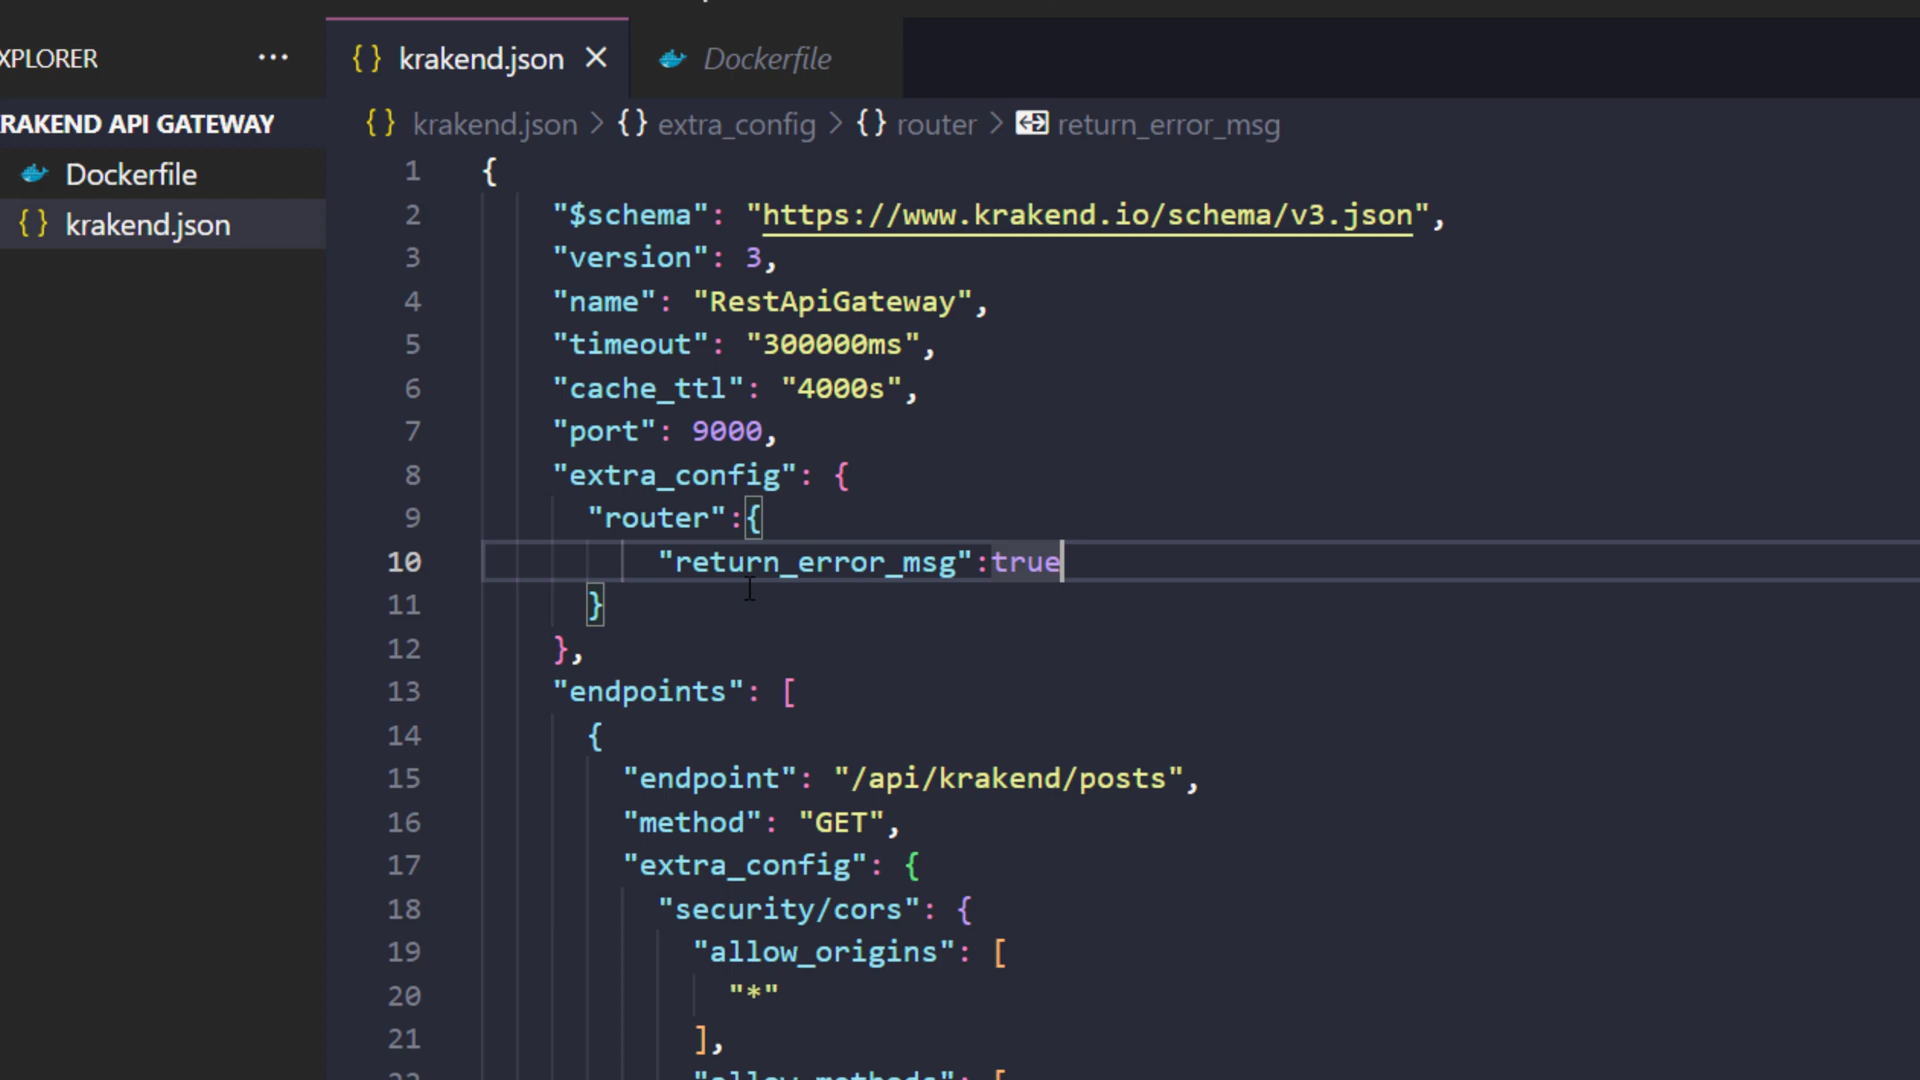 XPLORER ···
krakend.json
Dockerfile
RAKEND API GATEWAY
Dockerfile
krakend.json
krakend.json > {} extra_config > {} router > return_error_msg
1 {
2 "$schema": "https://www.krakend.io/schema/v3.json",
3 "version": 3,
4 "name": "RestApiGateway",
5 "timeout": "300000ms",
6 "cache_ttl": "4000s",
7 "port": 9000,
8 "extra_config": {
9 "router":{
10 "return_error_msg":true
11 }
12 },
13 "endpoints": [
14 {
15 "endpoint": "/api/krakend/posts",
16 "method": "GET",
17 "extra_config": {
18 "security/cors": {
19 "allow_origins": [
20 "*"
21 ],
"allow_methods": [